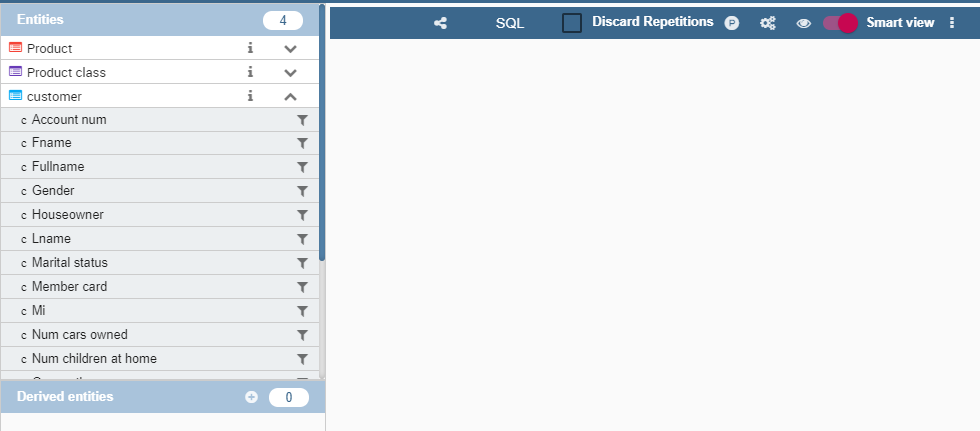 Entities 4
SQL Discard Repetitions P Smart view
Product i
Product class i
customer i
c Account num
c Fname
c Fullname
c Gender
c Houseowner
c Lname
c Marital status
c Member card
c Mi
c Num cars owned
c Num children at home
Derived entities 0